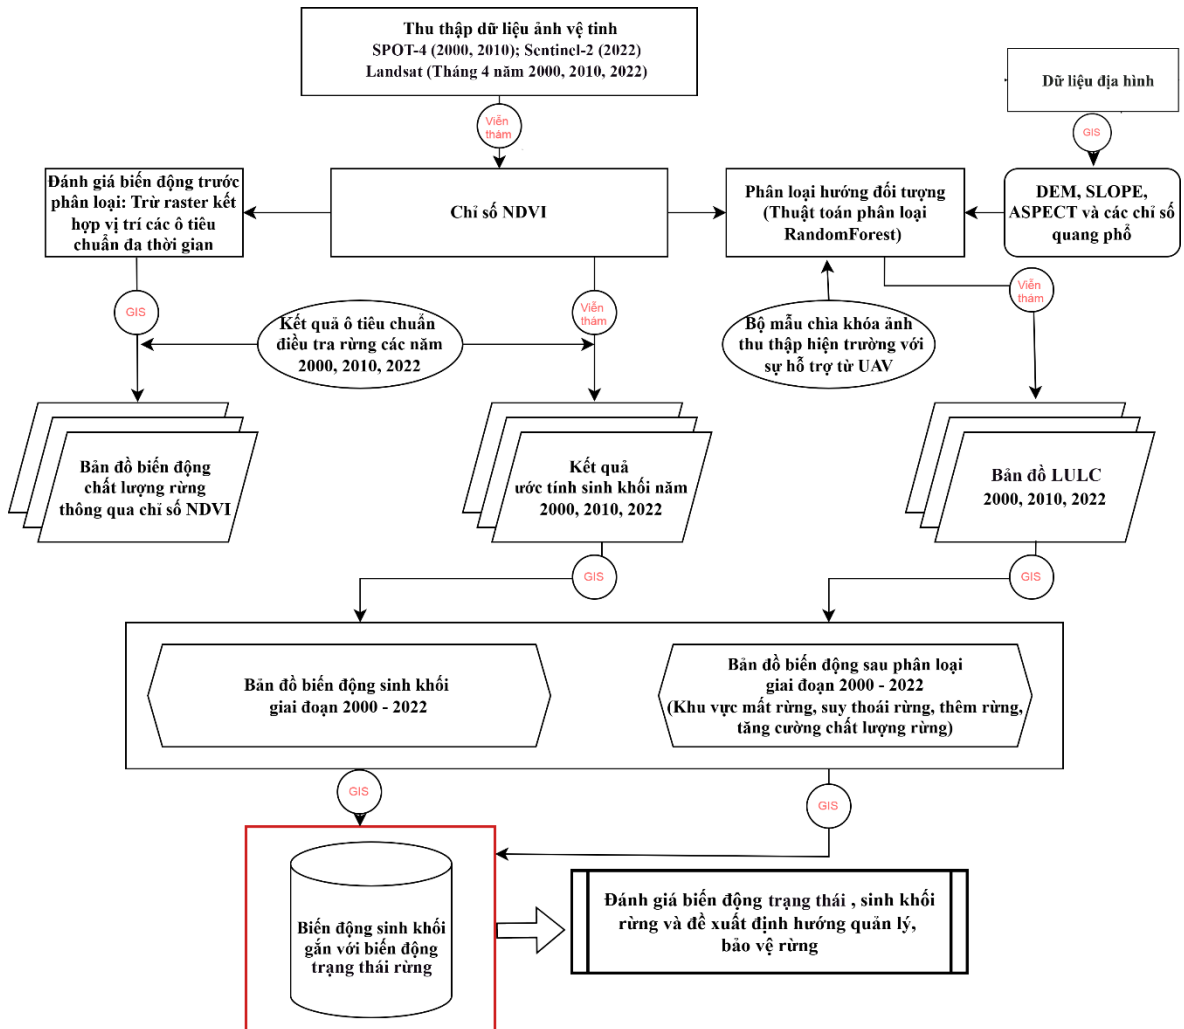 Thu thập dữ liệu ảnh vệ tinh
SPOT-4 (2000, 2010); Sentinel-2 (2022)
Landsat (Tháng 4 năm 2000, 2010, 2022)
Dữ liệu địa hình
Viễn
thám
GIS
Đánh giá biến động trước
phân loại: Trừ raster kết
hợp vị trí các ô tiêu
chuẩn đa thời gian
Chỉ số NDVI
Phân loại hướng đối tượng
(Thuật toán phân loại
RandomForest)
DEM, SLOPE,
ASPECT và các chỉ số
quang phổ
GIS
Viễn
thám
Viễn
thám
Kết quả ô tiêu chuẩn
điều tra rừng các năm
2000, 2010, 2022
Bộ mẫu chìa khóa ảnh
thu thập hiện trường với
sự hỗ trợ từ UAV
Bản đồ biến động
chất lượng rừng
thông qua chỉ số NDVI
Kết quả
ước tính sinh khối năm
2000, 2010, 2022
Bản đồ LULC
2000, 2010, 2022
GIS
GIS
Bản đồ biến động sinh khối
giai đoạn 2000 - 2022
Bản đồ biến động sau phân loại
giai đoạn 2000 - 2022
(Khu vực mất rừng, suy thoái rừng, thêm rừng,
tăng cường chất lượng rừng)
GIS
GIS
Biến động sinh khối
gắn với biến động
trạng thái rừng
Đánh giá biến động trạng thái , sinh khối
rừng và đề xuất định hướng quản lý,
bảo vệ rừng